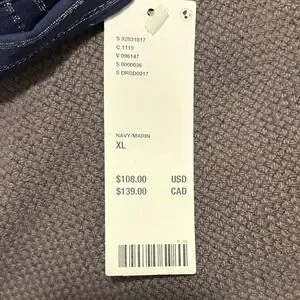 S 92831817
C 1115
V 096147
S 0000036
S DRSD0217
NAVY/MARIN
XL
$108.00 USD
$139.00 CAD